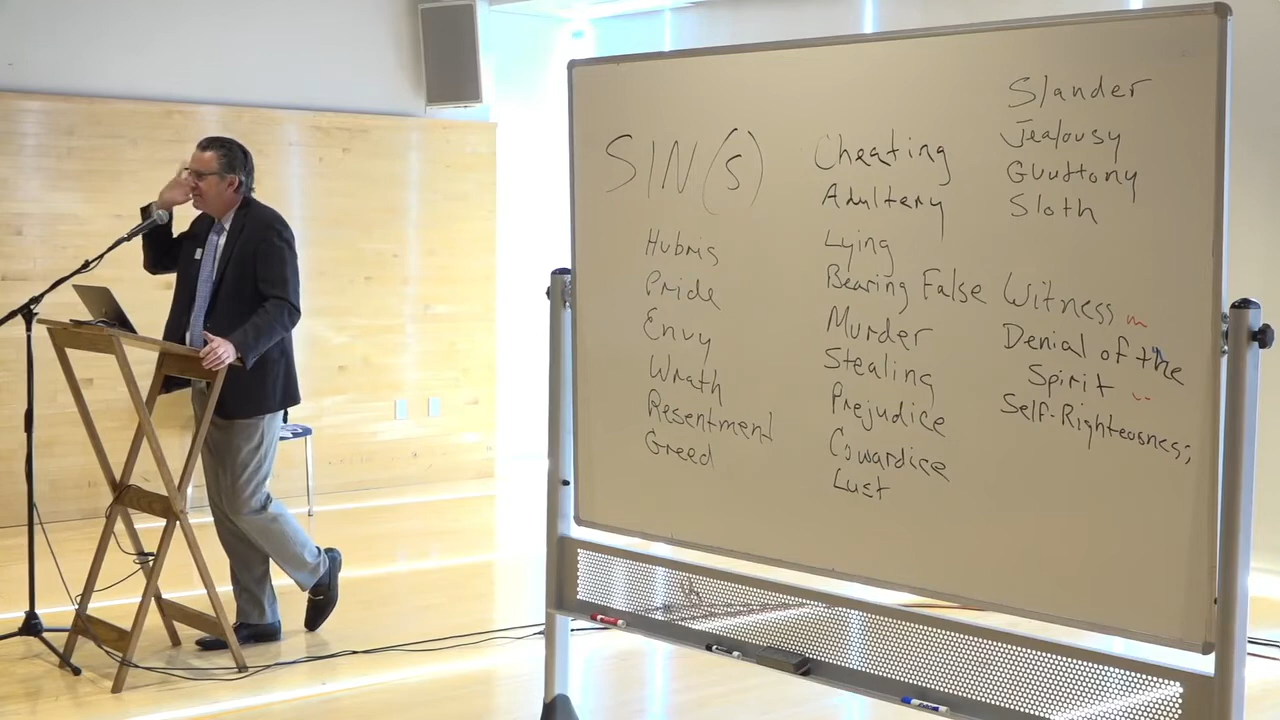 SIN(s)
Hubris
Pride
Envy
Wrath
Resentment
Greed
Cheating
Adultery
Lying
Bearing False Witness
Murder
Stealing
Prejudice
Cowardice
Lust
Slander
Jealousy
Gluttony
Sloth
Denial of the
Spirit
Self-Righteosness;